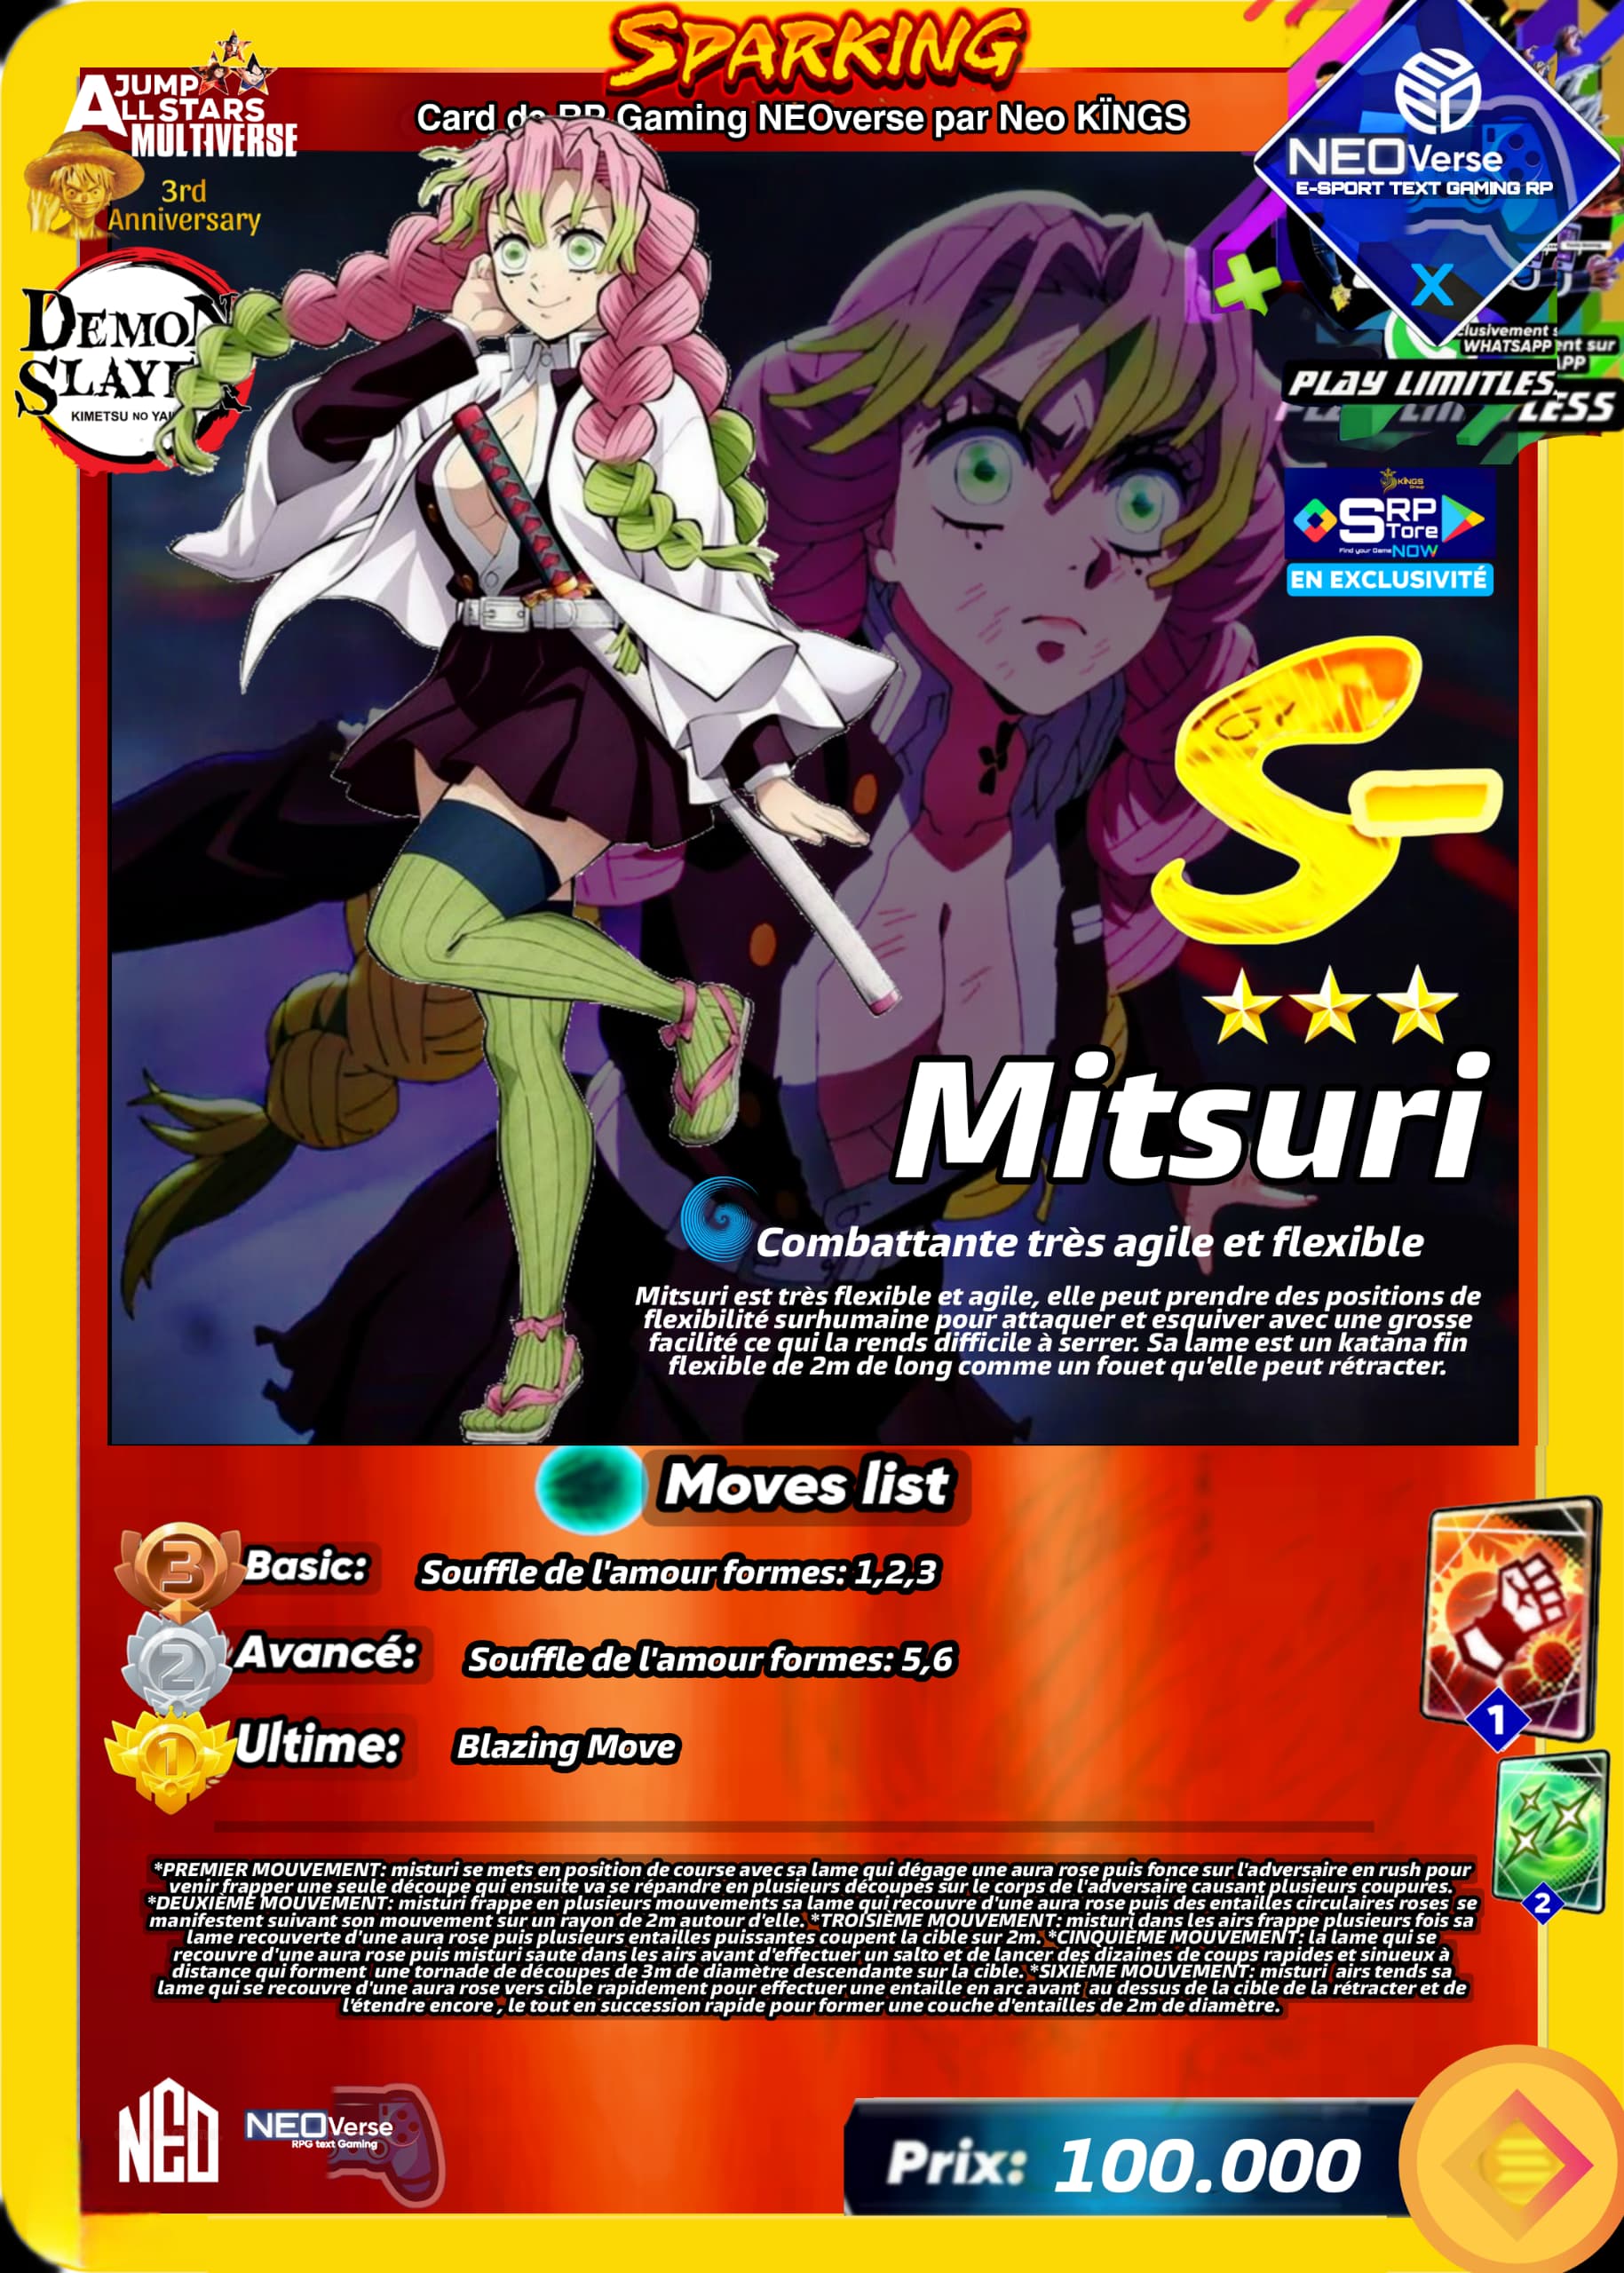 SPARKING
A JUMP
ALL STARS
MULTIVERSE
Card de RP Gaming NEOverse par Neo KÏNGS
3rd
Anniversary
NEOVerse
E-SPORT TEXT GAMING RP
X
DEMON
SLAYER
KIMETSU NO YAI
clusivement s
WHATSAPP ent sur
APP
PLAY LIMITLES
LESS
KiNGS
SRP
Tore
Find your Game NOW
EN EXCLUSIVITÉ
S-
Mitsuri
Combattante très agile et flexible
Mitsuri est très flexible et agile, elle peut prendre des positions de
flexibilité surhumaine pour attaquer et esquiver avec une grosse
facilité ce qui la rends difficile à serrer. Sa lame est un katana fin
flexible de 2m de long comme un fouet qu'elle peut rétracter.
Moves list
3 Basic: Souffle de l'amour formes: 1,2,3
2 Avancé: Souffle de l'amour formes: 5,6
1 Ultime: Blazing Move
1
2
*PREMIER MOUVEMENT: misturi se mets en position de course avec sa lame qui dégage une aura rose puis fonce sur l'adversaire en rush pour
venir frapper une seule découpe qui ensuite va se répandre en plusieurs découpes sur le corps de l'adversaire causant plusieurs coupures.
*DEUXIÈME MOUVEMENT: misturi frappe en plusieurs mouvements sa lame qui recouvre d'une aura rose puis des entailles circulaires roses se
manifestent suivant son mouvement sur un rayon de 2m autour d'elle. *TROISIÈME MOUVEMENT: misturi dans les airs frappe plusieurs fois sa
lame recouverte d'une aura rose puis plusieurs entailles puissantes coupent la cible sur 2m. *CINQUIÈME MOUVEMENT: la lame qui se
recouvre d'une aura rose puis misturi saute dans les airs avant d'effectuer un salto et de lancer des dizaines de coups rapides et sinueux à
distance qui forment une tornade de découpes de 3m de diamètre descendante sur la cible. *SIXIÈME MOUVEMENT: misturi airs tends sa
lame qui se recouvre d'une aura rose vers cible rapidement pour effectuer une entaille en arc avant au dessus de la cible de la rétracter et de
l'étendre encore , le tout en succession rapide pour former une couche d'entailles de 2m de diamètre.
NEO
NEOVerse
RPG text Gaming
Prix: 100.000